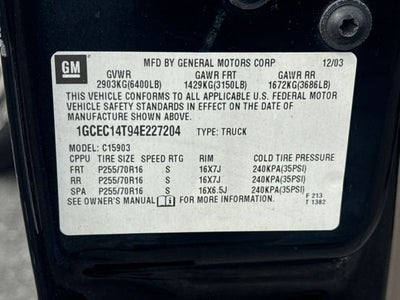 GM
MFD BY GENERAL MOTORS CORP 12/03
GVWR GAWR FRT GAWR RR
2903KG(6400LB) 1429KG(3150LB) 1672KG(3686LB)
THIS VEHICLE CONFORMS TO ALL APPLICABLE U.S. FEDERAL MOTOR
VEHICLE SAFETY STANDARDS IN EFFECT ON THE DATE OF
MANUFACTURE SHOWN ABOVE.
1GCEC14T94E227204 TYPE: TRUCK
MODEL: C15903
CPPU TIRE SIZE SPEED RTG RIM COLD TIRE PRESSURE
FRT P255/70R16 S 16X7J 240KPA(35PSI)
RR P255/70R16 S 16X7J 240KPA(35PSI)
SPA P255/70R16 S 16X6.5J 240KPA(35PSI)
SEE OWNER'S MANUAL FOR MORE INFORMATION F 213
T 1382